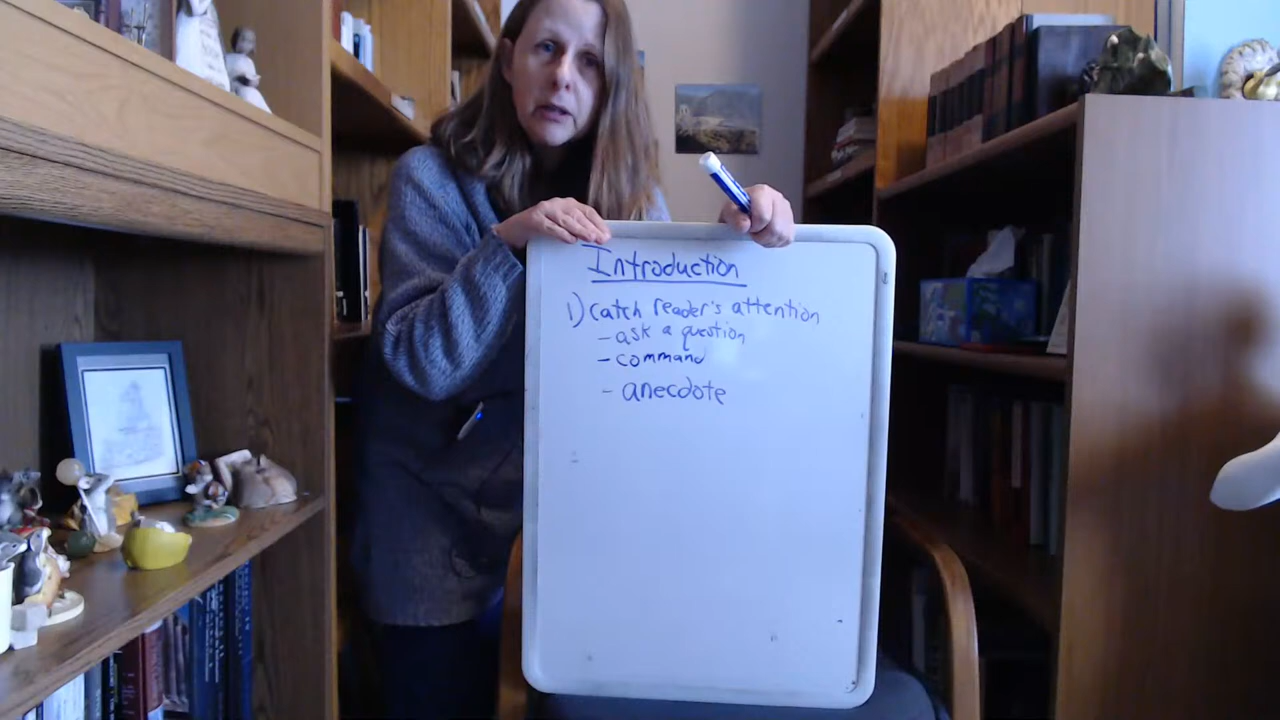 Introduction
1) Catch reader's attention
- ask a question
- command
- anecdote